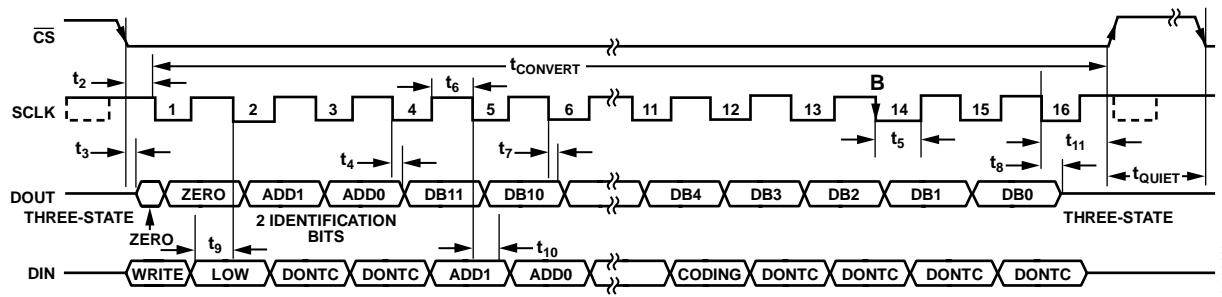 CS
t2
tCONVERT
t6
B
SCLK
1 2 3 4 5 6 11 12 13 14 15 16
t3
t4
t7
t5
t8
t11
tQUIET
DOUT
ZERO ADD1 ADD0 DB11 DB10 DB4 DB3 DB2 DB1 DB0
THREE-STATE
2 IDENTIFICATION
BITS
THREE-STATE
ZERO
t9
t10
DIN
WRITE LOW DONTC DONTC ADD1 ADD0 CODING DONTC DONTC DONTC DONTC